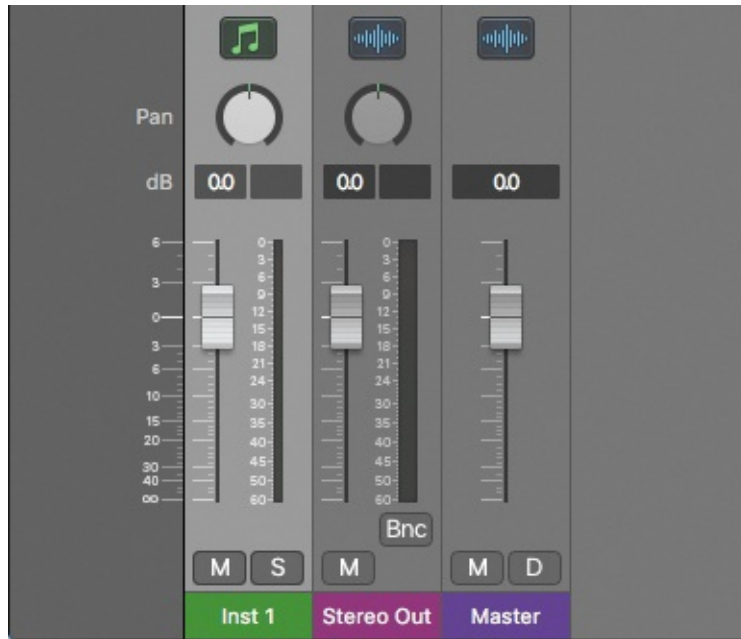 Pan
dB 0.0 0.0 0.0
6 0 0
3 3
3 6 6
9 9
0 12 12
15 15
3 18 18
21 21
6 24 24
10 30 30
15 35 35
20 40 40
30 45 45
40 50 50
∞ 60 60
Bnc
M S M M D
Inst 1 Stereo Out Master